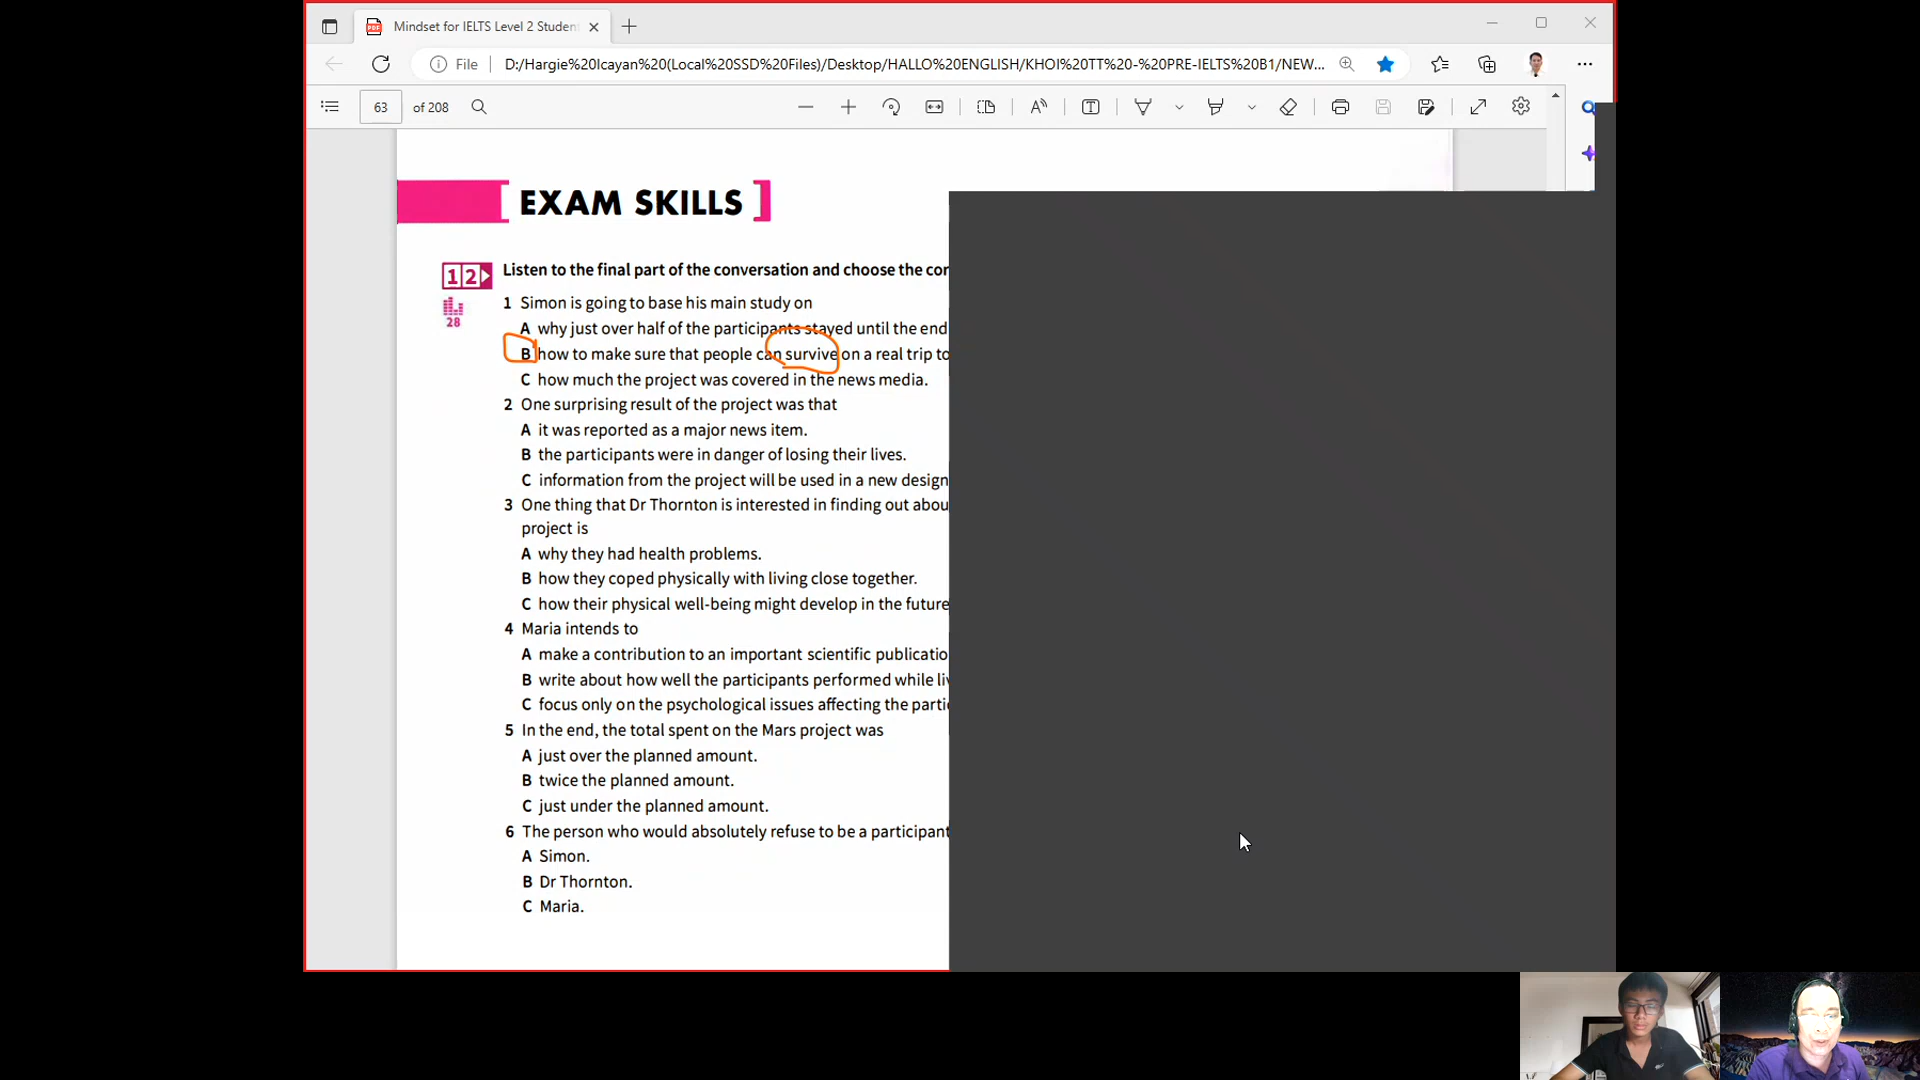 Mindset for IELTS Level 2 Studen
File
D:/Hargie%20Icayan%20(Local%20SSD%20Files)/Desktop/HALLO%20ENGLISH/KHOI%20TT%20-%20PRE-IELTS%20B1/NEW...
63 of 208
EXAM SKILLS
12 Listen to the final part of the conversation and choose the cor
28
1 Simon is going to base his main study on
A why just over half of the participants stayed until the end
B how to make sure that people can survive on a real trip to
C how much the project was covered in the news media.
2 One surprising result of the project was that
A it was reported as a major news item.
B the participants were in danger of losing their lives.
C information from the project will be used in a new design
3 One thing that Dr Thornton is interested in finding out abou
project is
A why they had health problems.
B how they coped physically with living close together.
C how their physical well-being might develop in the future
4 Maria intends to
A make a contribution to an important scientific publicatio
B write about how well the participants performed while liv
C focus only on the psychological issues affecting the partic
5 In the end, the total spent on the Mars project was
A just over the planned amount.
B twice the planned amount.
C just under the planned amount.
6 The person who would absolutely refuse to be a participant
A Simon.
B Dr Thornton.
C Maria.